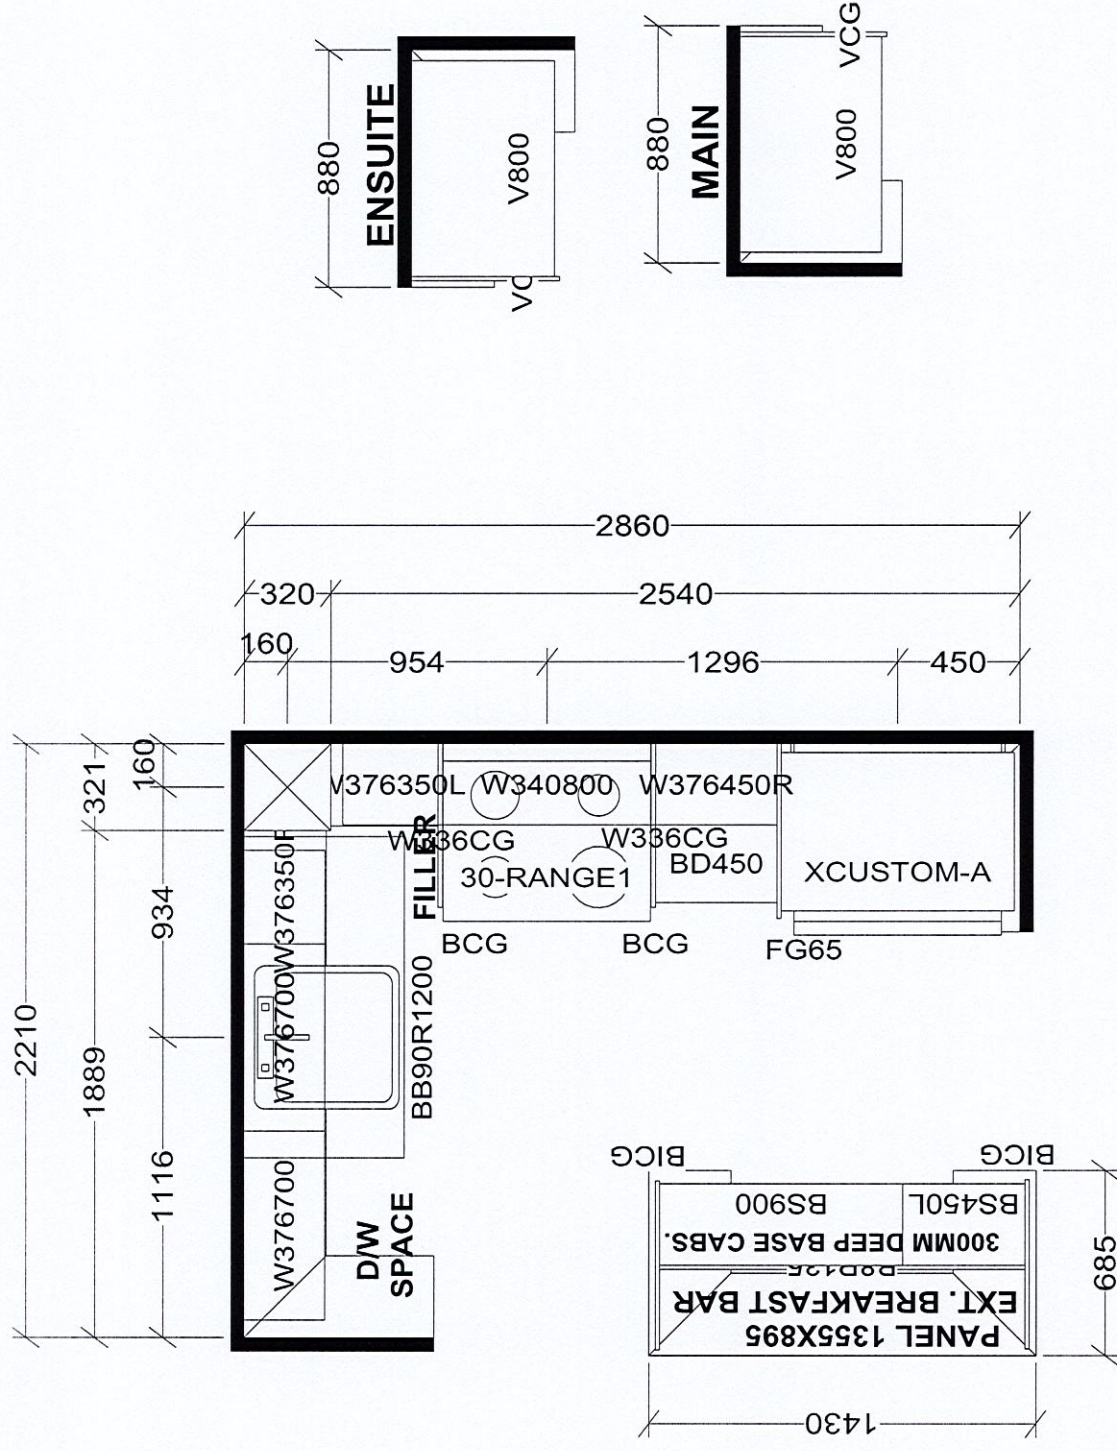 880
ENSUITE
V800
VC
880
MAIN
V800
VCG
2860
320
2540
160
954
1296
450
2210
321
1889
160
934
1116
W376350L
W340800
W376450R
W336CG
W336CG
FILLER
30-RANGE1
BD450
XCUSTOM-A
BCG
BCG
FG65
W376350R
W376700
BB90R1200
W376700
D/W
SPACE
BICG
BICG
BS900
BS450L
300MM DEEP BASE CABS.
EXT. BREAKFAST BAR
PANEL 1355X895
685
1430